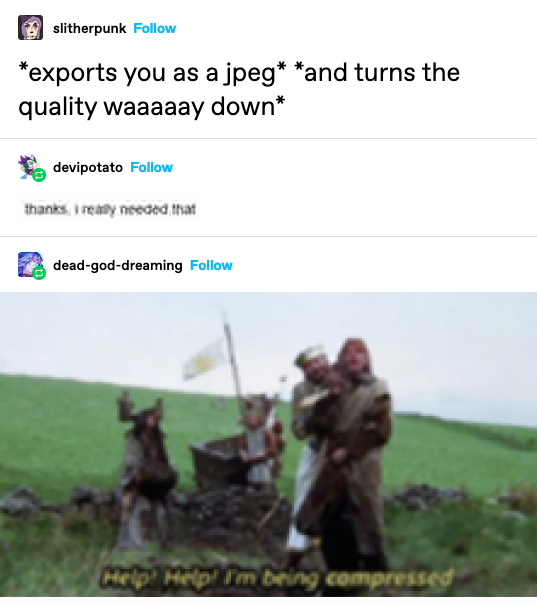 slitherpunk Follow
*exports you as a jpeg* *and turns the
quality waaaaay down*
devipotato Follow
thanks, i really needed that
dead-god-dreaming Follow
Help! Help! I'm being compressed